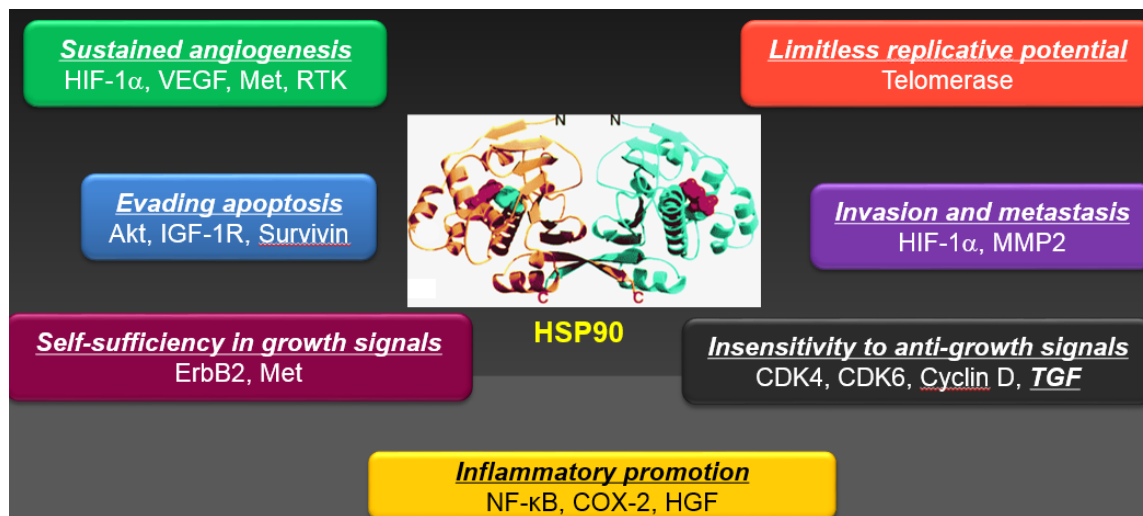 Sustained angiogenesis
HIF-1α, VEGF, Met, RTK
Limitless replicative potential
Telomerase
N N
Evading apoptosis
Akt, IGF-1R, Survivin
Invasion and metastasis
HIF-1α, MMP2
C C
HSP90
Self-sufficiency in growth signals
ErbB2, Met
Insensitivity to anti-growth signals
CDK4, CDK6, Cyclin D, TGF
Inflammatory promotion
NF-κB, COX-2, HGF